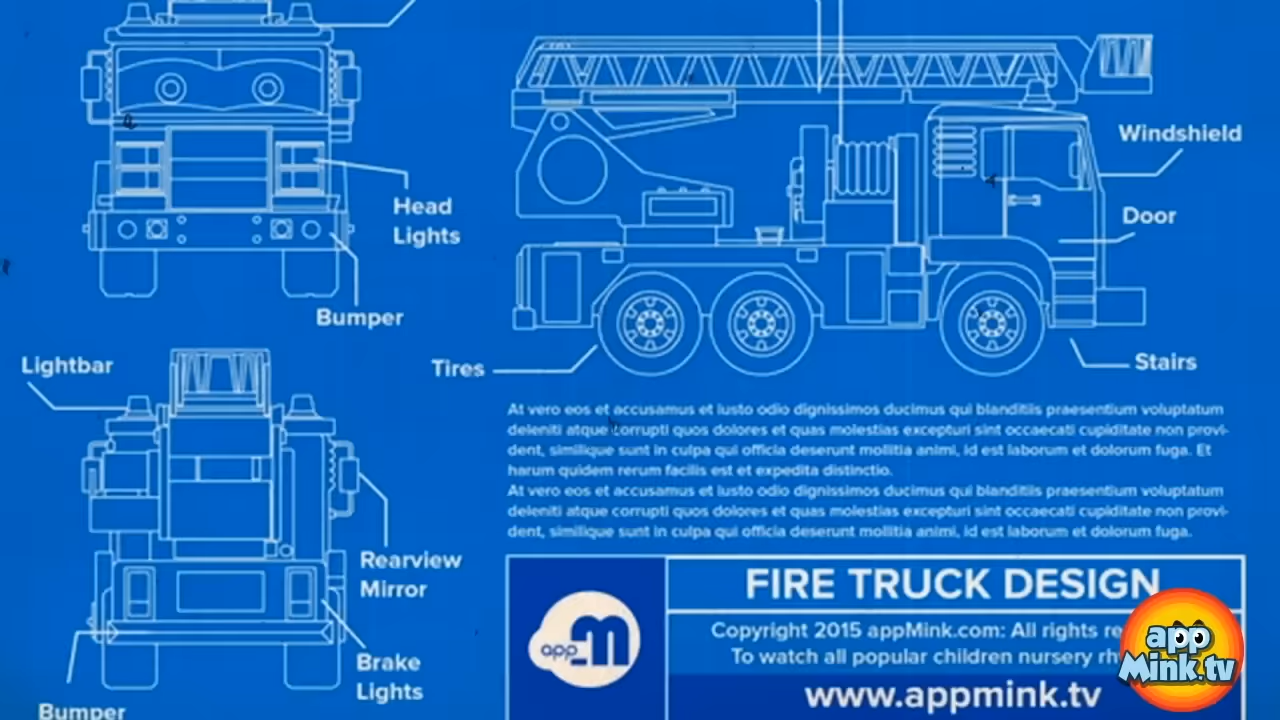 Head
Lights
Bumper
Windshield
Door
Tires
Stairs
Lightbar
Rearview
Mirror
Brake
Lights
Bumper
At vero eos et accusamus et iusto odio dignissimos ducimus qui blanditiis praesentium voluptatum
deleniti atque corrupti quos dolores et quas molestias excepturi sint occaecati cupiditate non provi-
dent, similique sunt in culpa qui officia deserunt mollitia animi, id est laborum et dolorum fuga. Et
harum quidem rerum facilis est et expedita distinctio.
At vero eos et accusamus et iusto odio dignissimos ducimus qui blanditiis praesentium voluptatum
deleniti atque corrupti quos dolores et quas molestias excepturi sint occaecati cupiditate non provi-
dent, similique sunt in culpa qui officia deserunt mollitia animi, id est laborum et dolorum fuga.
app m
FIRE TRUCK DESIGN
Copyright 2015 appMink.com: All rights re
To watch all popular children nursery rh
www.appmink.tv
app
Mink.tv